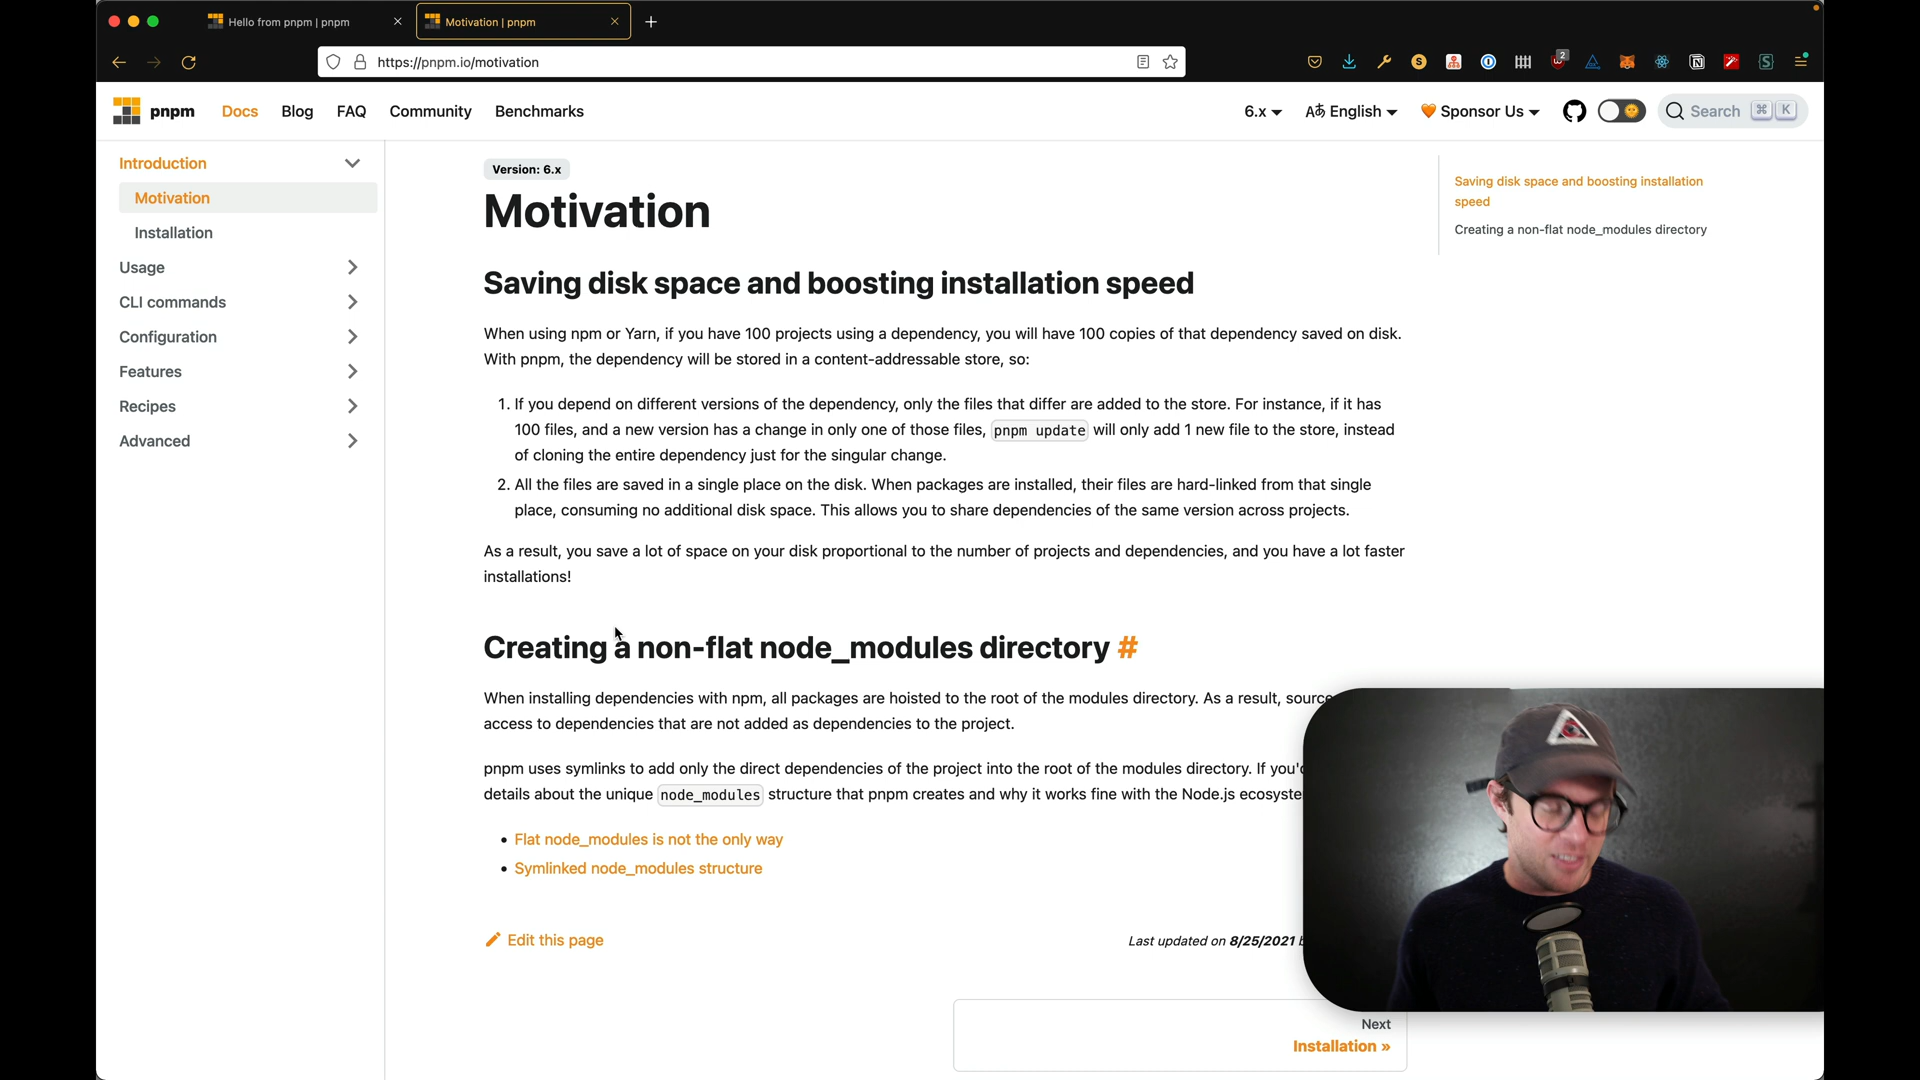 Hello from pnpm | pnpm
Motivation | pnpm
https://pnpm.io/motivation
2
pnpm
Docs
Blog
FAQ
Community
Benchmarks
6.x
English
Sponsor Us
Search
⌘
K
Introduction
Motivation
Installation
Usage
CLI commands
Configuration
Features
Recipes
Advanced
Version: 6.x
Motivation
Saving disk space and boosting installation speed
When using npm or Yarn, if you have 100 projects using a dependency, you will have 100 copies of that dependency saved on disk.
With pnpm, the dependency will be stored in a content-addressable store, so:
1. If you depend on different versions of the dependency, only the files that differ are added to the store. For instance, if it has
100 files, and a new version has a change in only one of those files, pnpm update will only add 1 new file to the store, instead
of cloning the entire dependency just for the singular change.
2. All the files are saved in a single place on the disk. When packages are installed, their files are hard-linked from that single
place, consuming no additional disk space. This allows you to share dependencies of the same version across projects.
As a result, you save a lot of space on your disk proportional to the number of projects and dependencies, and you have a lot faster
installations!
Creating a non-flat node_modules directory #
When installing dependencies with npm, all packages are hoisted to the root of the modules directory. As a result, source
access to dependencies that are not added as dependencies to the project.
pnpm uses symlinks to add only the direct dependencies of the project into the root of the modules directory. If you'
details about the unique node_modules structure that pnpm creates and why it works fine with the Node.js
• Flat node_modules is not the only way
• Symlinked node_modules structure
Edit this page
Last updated on 8/25/2021
Next
Installation »
Saving disk space and boosting installation
speed
Creating a non-flat node_modules directory